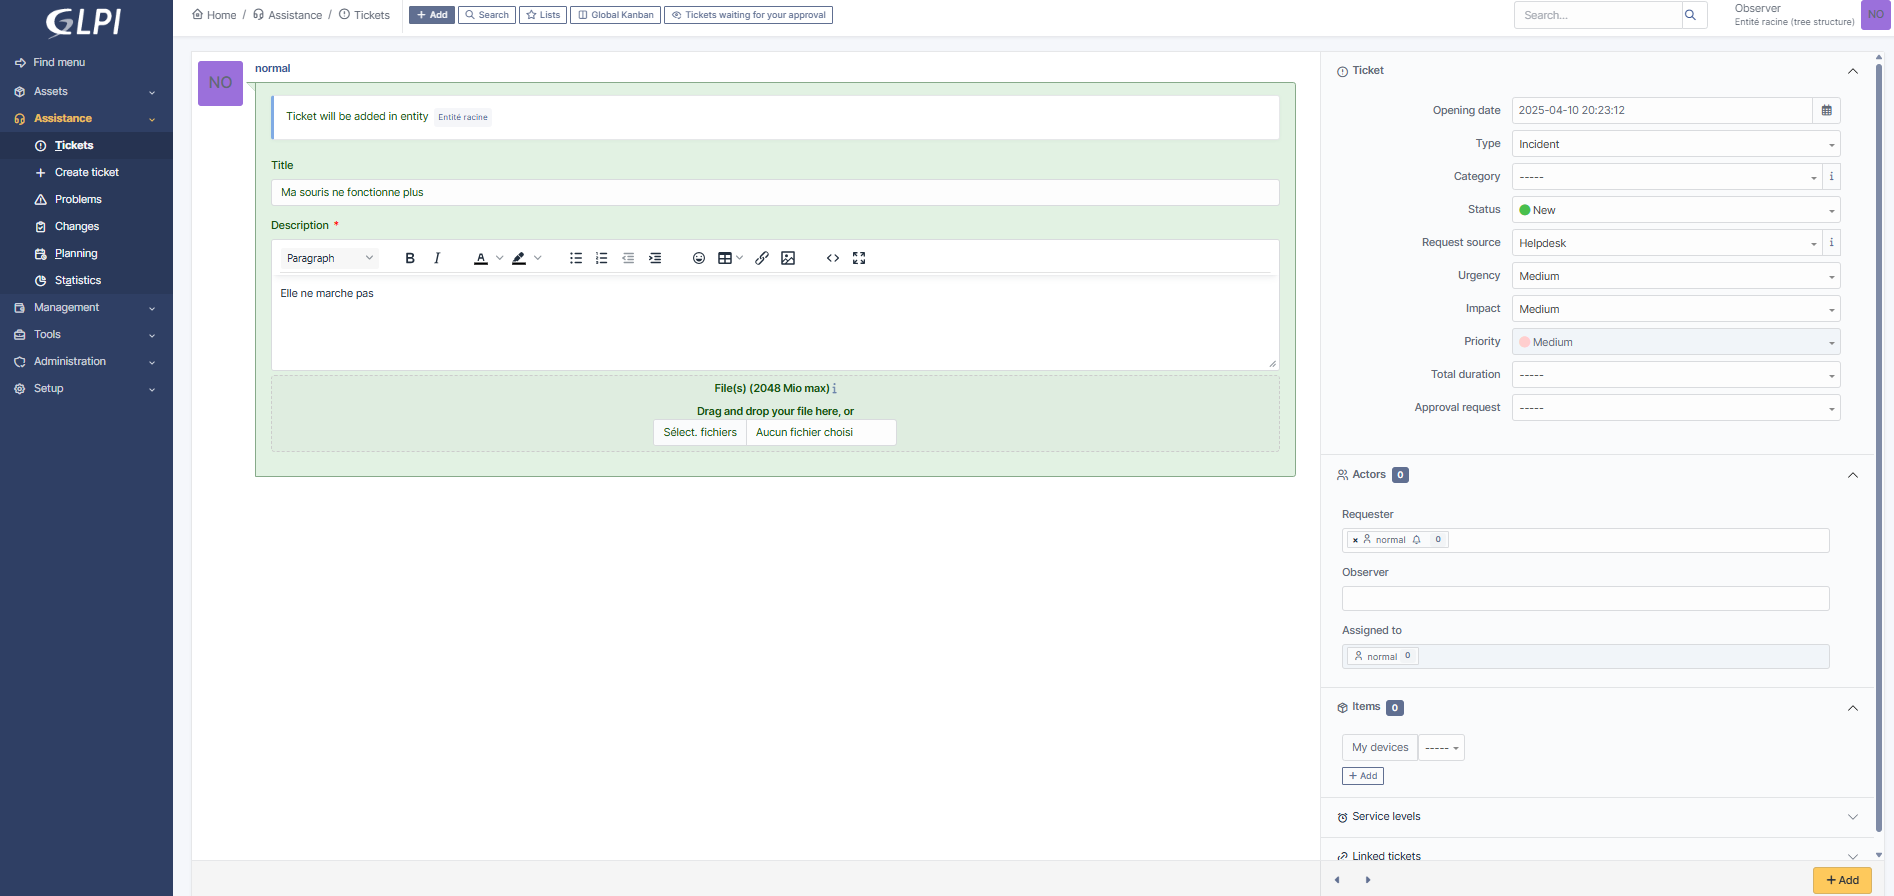 GLPI
Find menu
Assets
Assistance
Tickets
Create ticket
Problems
Changes
Planning
Statistics
Management
Tools
Administration
Setup
Home / Assistance / Tickets
+ Add
Search
Lists
Global Kanban
Tickets waiting for your approval
Search...
Observer
Entité racine (tree structure)
NO
NO
normal
Ticket will be added in entity Entité racine
Title
Ma souris ne fonctionne plus
Description *
Paragraph
B I A
Elle ne marche pas
File(s) (2048 Mio max) i
Drag and drop your file here, or
Sélect. fichiers Aucun fichier choisi
Ticket
Opening date 2025-04-10 20:23:12
Type Incident
Category ----- i
Status New
Request source Helpdesk i
Urgency Medium
Impact Medium
Priority Medium
Total duration -----
Approval request -----
Actors 0
Requester
× normal 0
Observer
Assigned to
normal 0
Items 0
My devices -----
+ Add
Service levels
Linked tickets
+ Add